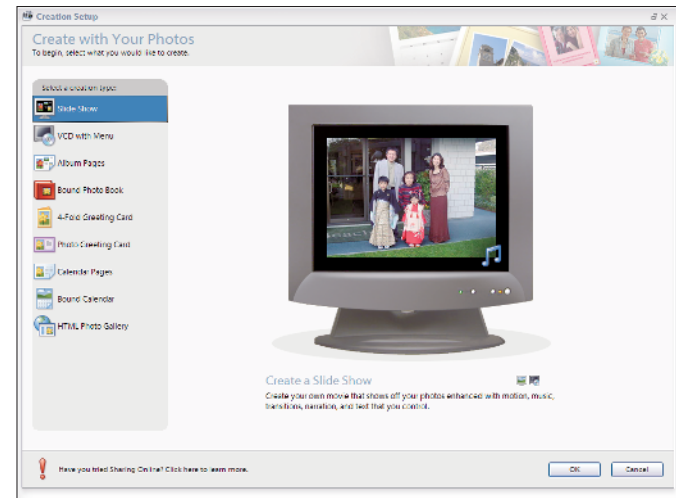 Creation Setup
Create with Your Photos
To begin, select what you would like to create.
Select a creation type:
Slide Show
VCD with Menu
Album Pages
Bound Photo Book
4-Fold Greeting Card
Photo Greeting Card
Calendar Pages
Bound Calendar
HTML Photo Gallery
Create a Slide Show
Create your own movie that shows off your photos enhanced with motion, music,
transitions, narration, and text that you control.
Have you tried Sharing Online? Click here to learn more.
OK
Cancel